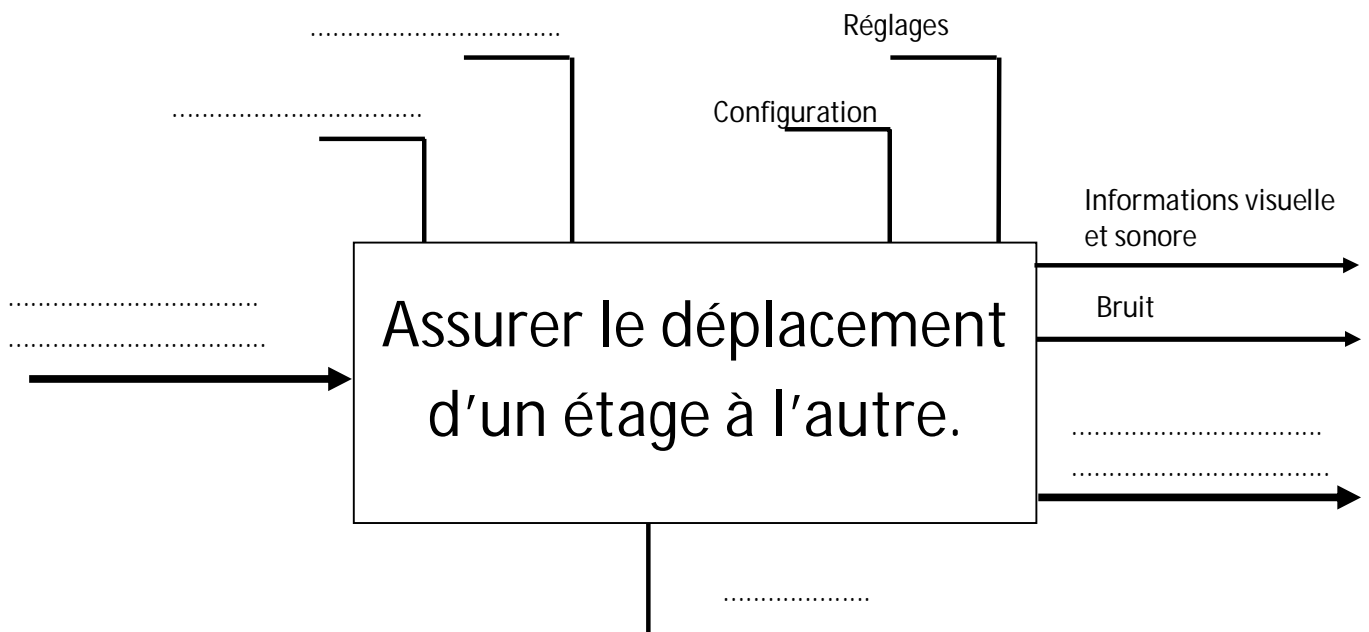 ……………………………
Réglages
……………………………
Configuration
Informations visuelle
et sonore
……………………………
…………………………….
Bruit
Assurer le déplacement
d’un étage à l’autre.
……………………………
…………………………….
………………..